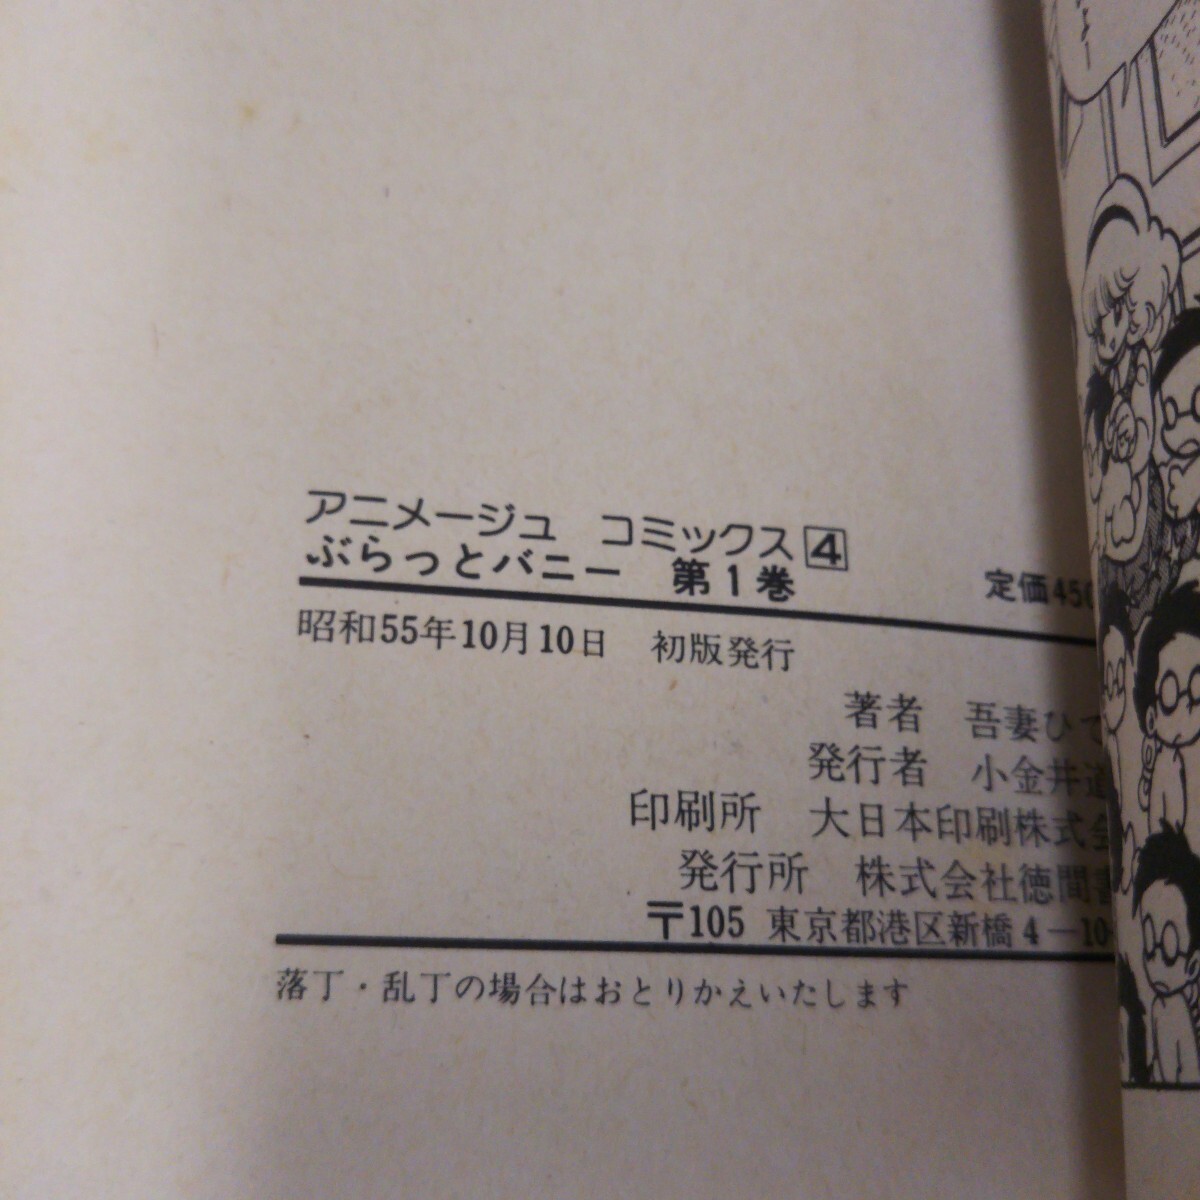 アニメージュ コミックス4
ぶらっとバニー 第1巻 定価450
昭和55年10月10日 初版発行
著者 吾妻ひで
発行者 小金井道
印刷所 大日本印刷株式会
発行所 株式会社徳間書
〒105 東京都港区新橋4-10
落丁・乱丁の場合はおとりかえいたします